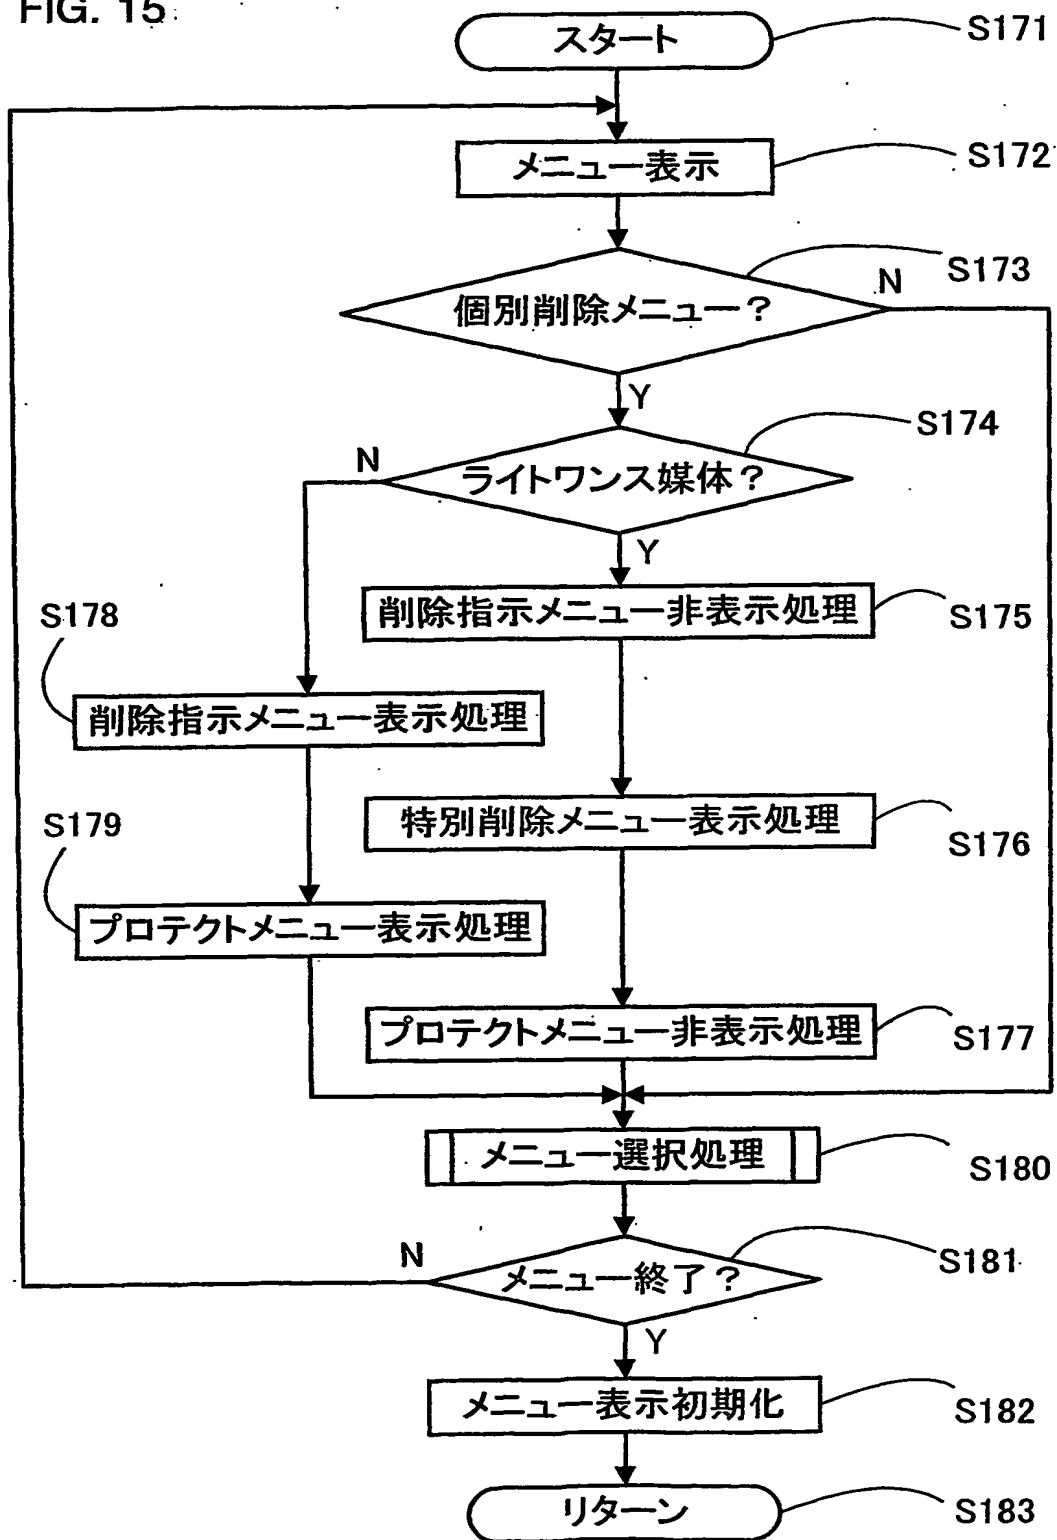 FIG. 15
スタート
S171
メニュー表示
S172
個別削除メニュー?
N
S173
Y
ライトワンス媒体?
N
S174
Y
削除指示メニュー非表示処理
S175
S178
削除指示メニュー表示処理
特別削除メニュー表示処理
S176
S179
プロテクトメニュー表示処理
プロテクトメニュー非表示処理
S177
メニュー選択処理
S180
N
メニュー終了?
S181
Y
メニュー表示初期化
S182
リターン
S183